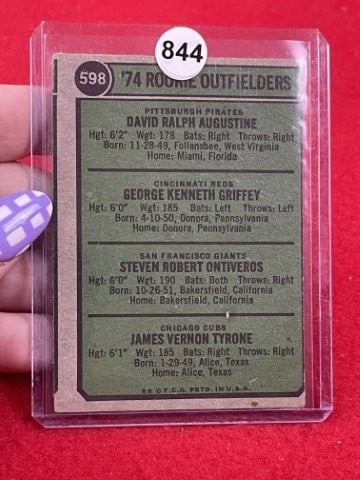 844
598 '74 ROOKIE OUTFIELDERS
PITTSBURGH PIRATES
DAVID RALPH AUGUSTINE
Hgt: 6'2" Wgt: 178 Bats: Right Throws: Right
Born: 11-28-49, Follansbee, West Virginia
Home: Miami, Florida
CINCINNATI REDS
GEORGE KENNETH GRIFFEY
Hgt: 6'0" Wgt: 185 Bats: Left Throws: Left
Born: 4-10-50, Donora, Pennsylvania
Home: Donora, Pennsylvania
SAN FRANCISCO GIANTS
STEVEN ROBERT ONTIVEROS
Hgt: 6'0" Wgt: 190 Bats: Both Throws: Right
Born: 10-26-51, Bakersfield, California
Home: Bakersfield, California
CHICAGO CUBS
JAMES VERNON TYRONE
Hgt: 6'1" Wgt: 185 Bats: Right Throws: Right
Born: 1-29-49, Alice, Texas
Home: Alice, Texas
** © T.C.G. PRTD. IN U.S.A.